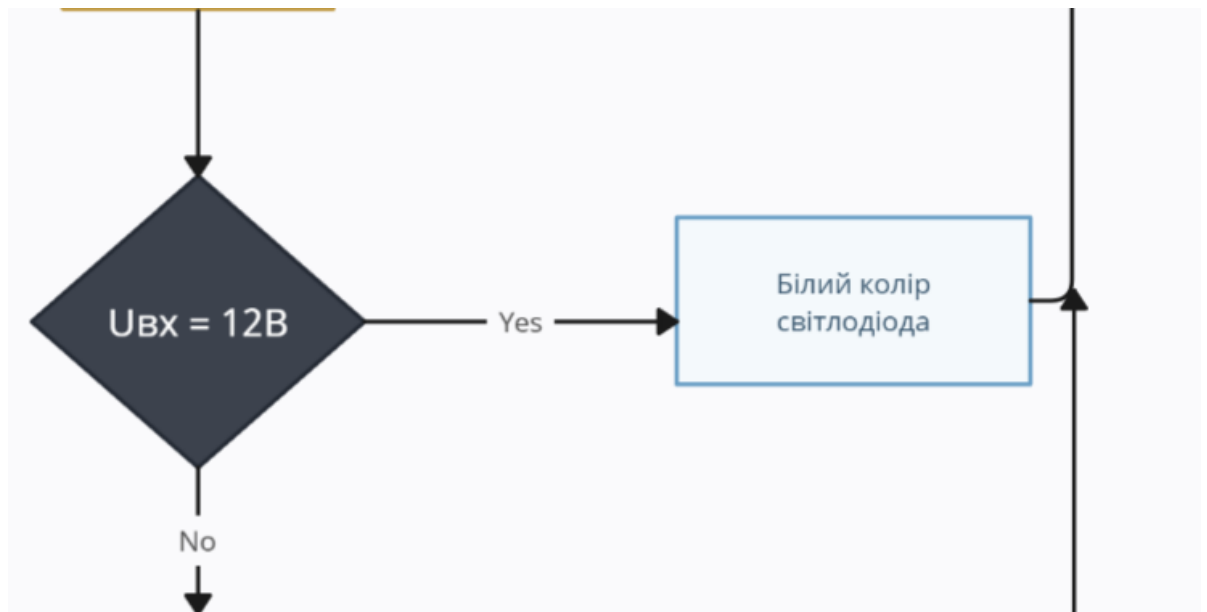 Uвх = 12В
Yes
Білий колір
світлодіода
No